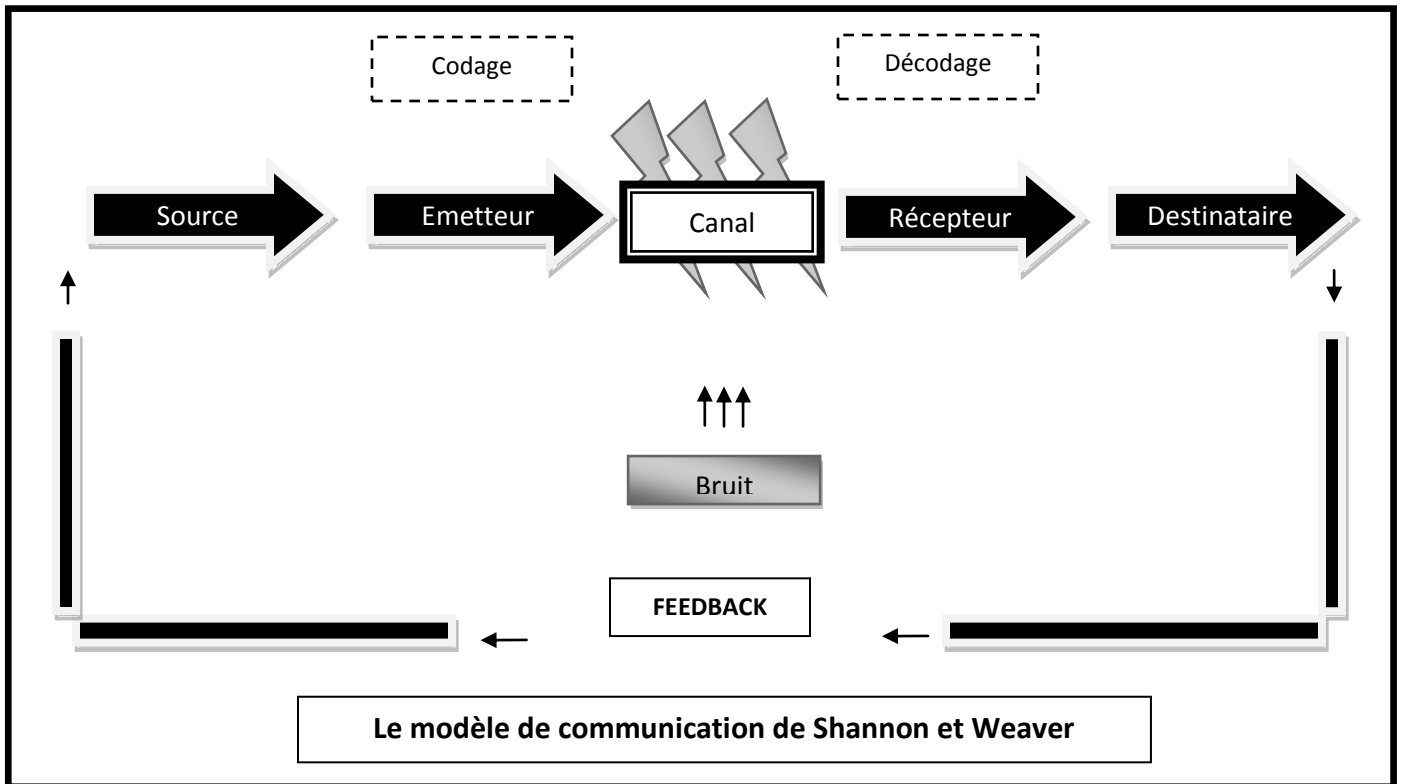 Codage
Décodage
Source
Emetteur
Canal
Récepteur
Destinataire
Bruit
FEEDBACK
Le modèle de communication de Shannon et Weaver